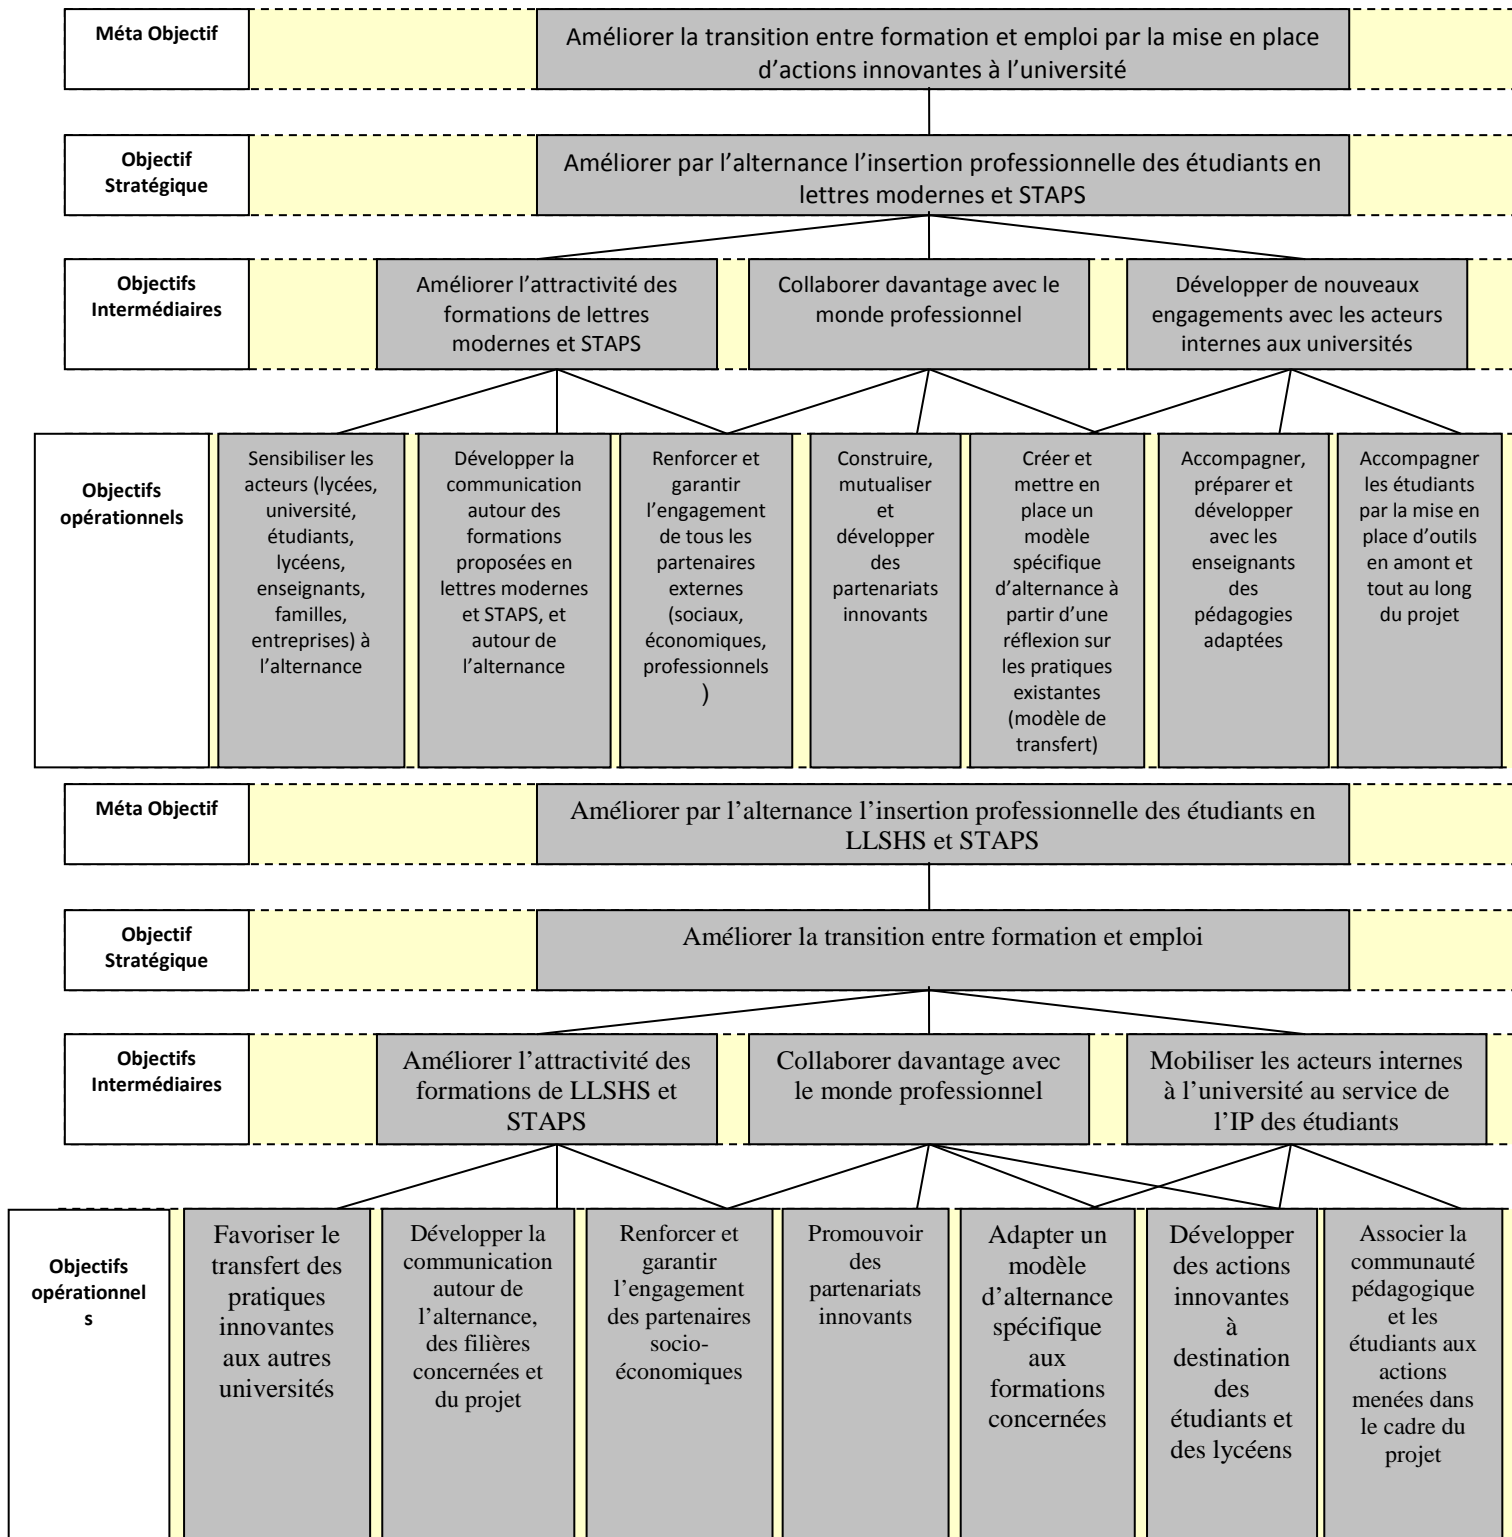 Méta Objectif
Améliorer la transition entre formation et emploi par la mise en place
d’actions innovantes à l’université
Objectif
Stratégique
Améliorer par l’alternance l’insertion professionnelle des étudiants en
lettres modernes et STAPS
Objectifs
Intermédiaires
Améliorer l’attractivité des
formations de lettres
modernes et STAPS
Collaborer davantage avec le
monde professionnel
Développer de nouveaux
engagements avec les acteurs
internes aux universités
Objectifs
opérationnels
Sensibiliser les
acteurs (lycées,
université,
étudiants,
lycéens,
enseignants,
familles,
entreprises) à
l’alternance
Développer la
communication
autour des
formations
proposées en
lettres modernes
et STAPS, et
autour de
l’alternance
Renforcer et
garantir
l’engagement
de tous les
partenaires
externes
(sociaux,
économiques,
professionnels
)
Construire,
mutualiser
et
développer
des
partenariats
innovants
Créer et
mettre en
place un
modèle
spécifique
d’alternance à
partir d’une
réflexion sur
les pratiques
existantes
(modèle de
transfert)
Accompagner,
préparer et
développer
avec les
enseignants
des
pédagogies
adaptées
Accompagner
les étudiants
par la mise en
place d’outils
en amont et
tout au long
du projet
Méta Objectif
Améliorer par l’alternance l’insertion professionnelle des étudiants en
LLSHS et STAPS
Objectif
Stratégique
Améliorer la transition entre formation et emploi
Objectifs
Intermédiaires
Améliorer l’attractivité des
formations de LLSHS et
STAPS
Collaborer davantage avec
le monde professionnel
Mobiliser les acteurs internes
à l’université au service de
l’IP des étudiants
Objectifs
opérationnel
s
Favoriser le
transfert des
pratiques
innovantes
aux autres
universités
Développer la
communication
autour de
l’alternance,
des filières
concernées et
du projet
Renforcer et
garantir
l’engagement
des partenaires
socio-
économiques
Promouvoir
des
partenariats
innovants
Adapter un
modèle
d’alternance
spécifique
aux
formations
concernées
Développer
des actions
innovantes
à
destination
des
étudiants et
des lycéens
Associer la
communauté
pédagogique
et les
étudiants aux
actions
menées dans
le cadre du
projet